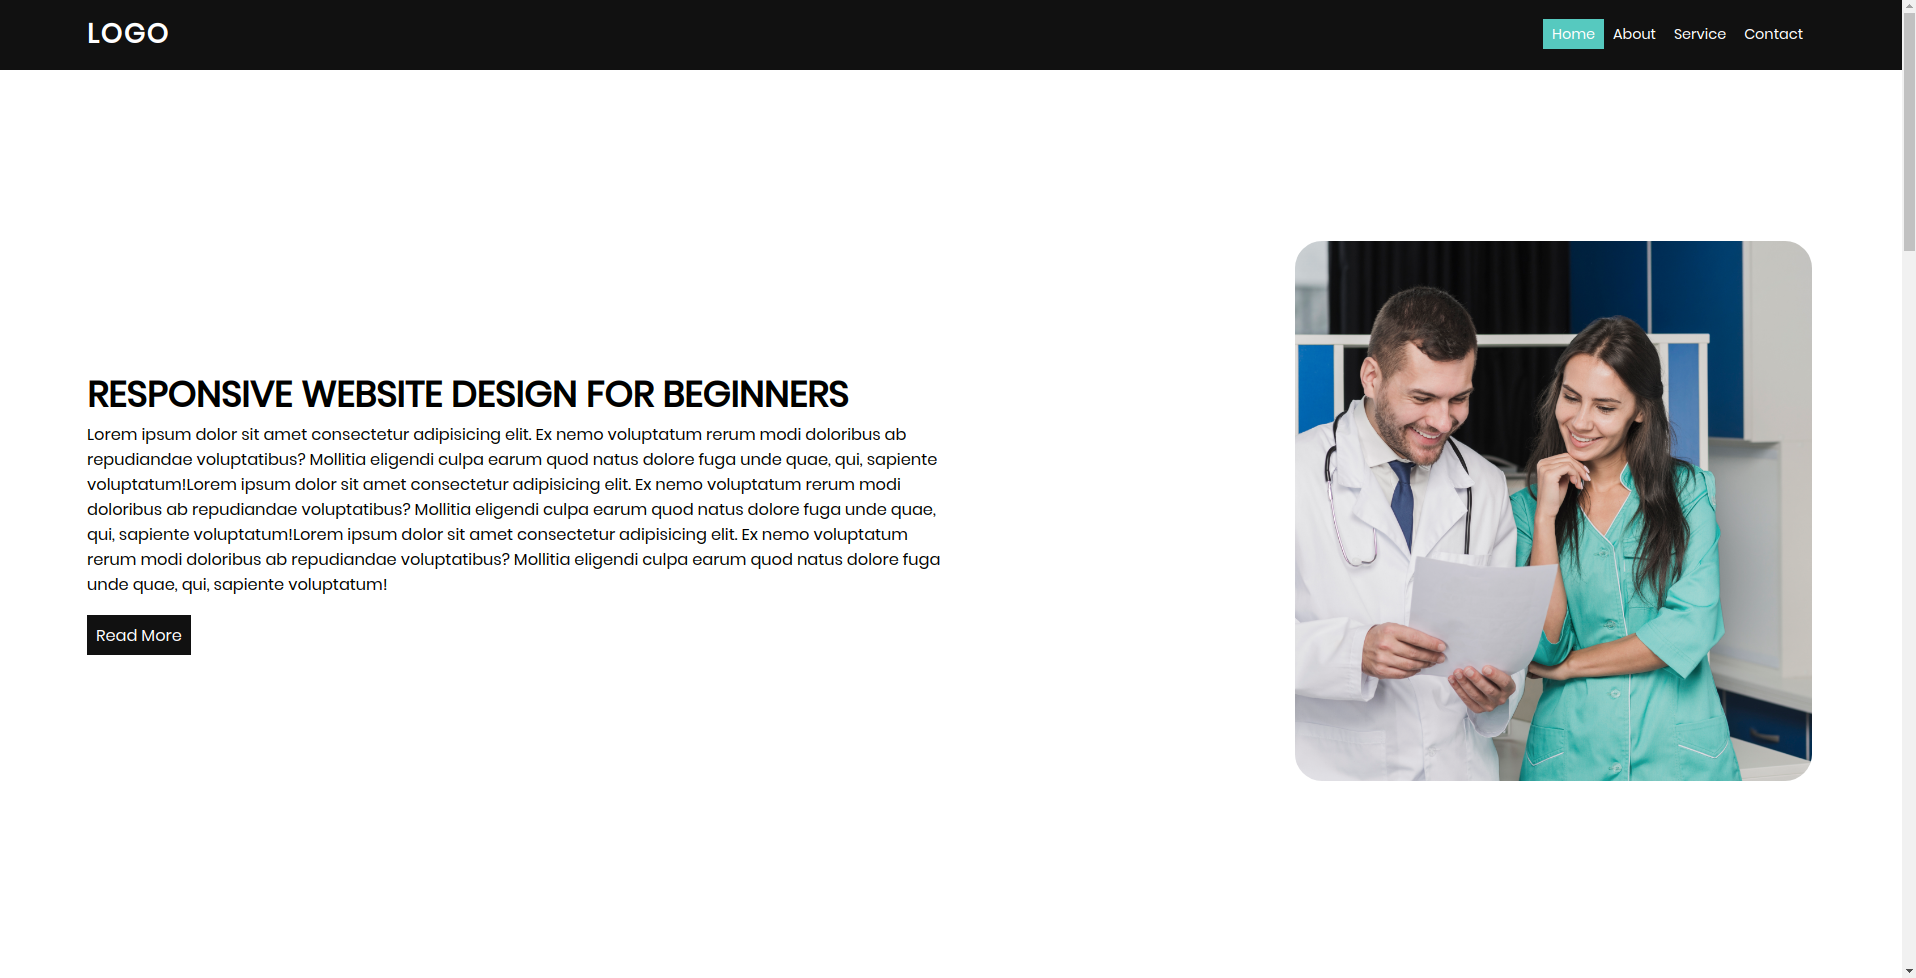 LOGO
Home About Service Contact
RESPONSIVE WEBSITE DESIGN FOR BEGINNERS
Lorem ipsum dolor sit amet consectetur adipisicing elit. Ex nemo voluptatum rerum modi doloribus ab
repudiandae voluptatibus? Mollitia eligendi culpa earum quod natus dolore fuga unde quae, qui, sapiente
voluptatum!Lorem ipsum dolor sit amet consectetur adipisicing elit. Ex nemo voluptatum rerum modi
doloribus ab repudiandae voluptatibus? Mollitia eligendi culpa earum quod natus dolore fuga unde quae,
qui, sapiente voluptatum!Lorem ipsum dolor sit amet consectetur adipisicing elit. Ex nemo voluptatum
rerum modi doloribus ab repudiandae voluptatibus? Mollitia eligendi culpa earum quod natus dolore fuga
unde quae, qui, sapiente voluptatum!
Read More